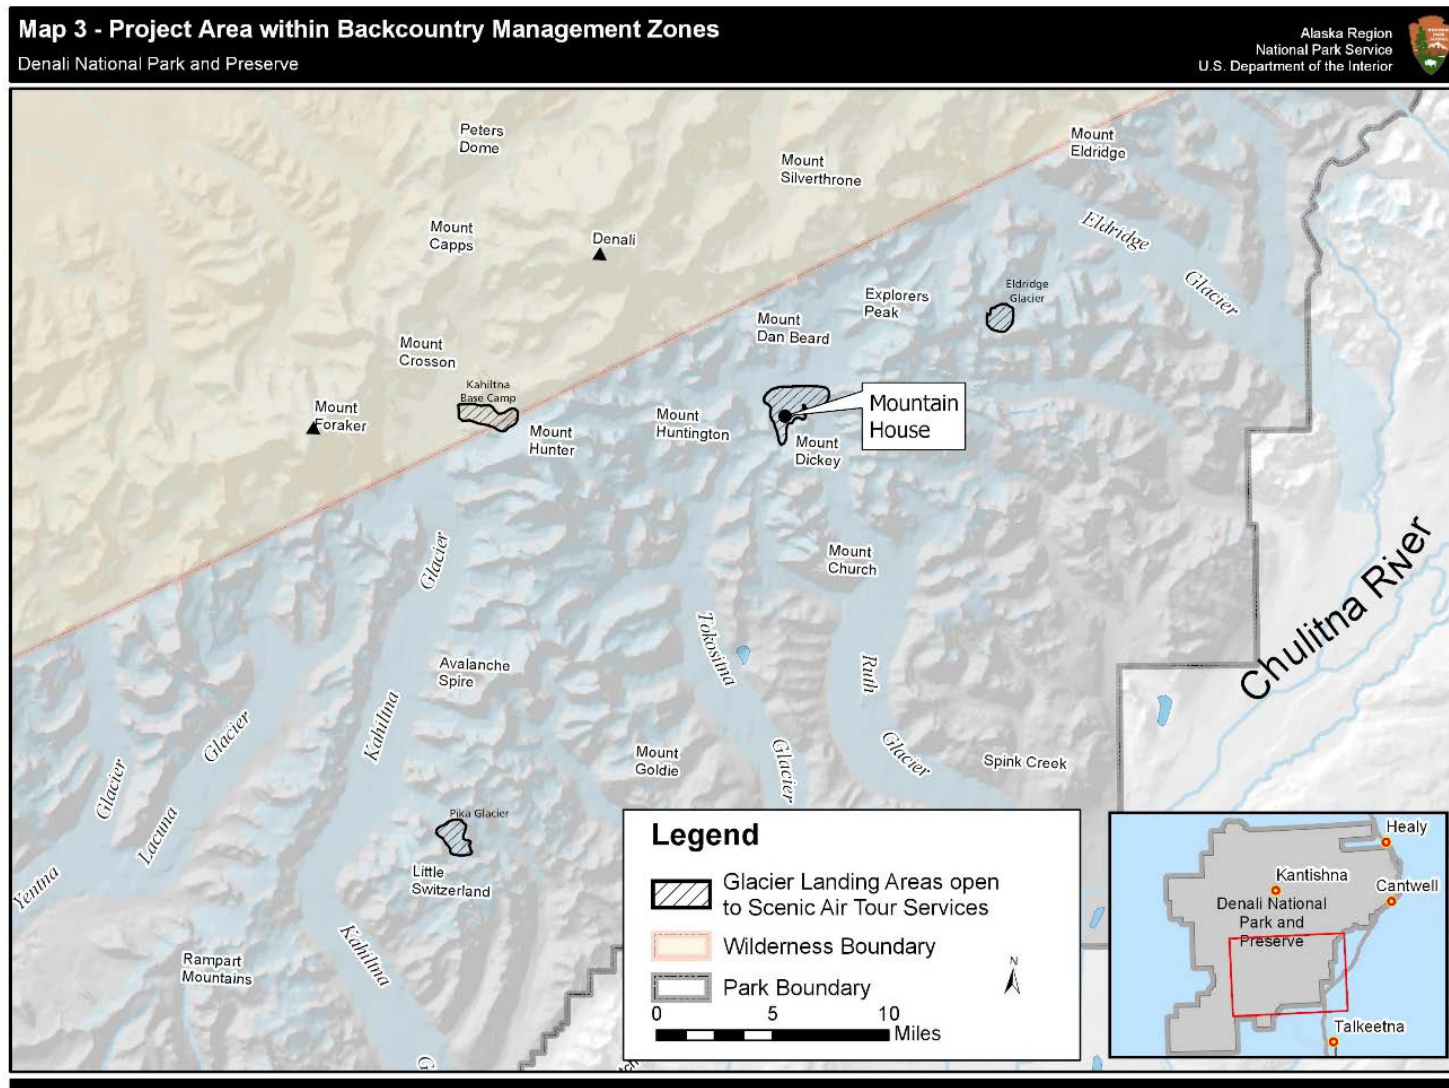 Map 3 - Project Area within Backcountry Management Zones
Denali National Park and Preserve
Alaska Region
National Park Service
U.S. Department of the Interior
Peters
Dome
Mount
Silverthrone
Mount
Eldridge
Mount
Capps
Denali
Eldridge
Glacier
Explorers
Peak
Eldridge
Glacier
Mount
Dan Beard
Mount
Crosson
Kahiltna
Base Camp
Mount
Foraker
Mount
Hunter
Mount
Huntington
Mount
Dickey
Mountain
House
Glacier
Mount
Church
Chulitna River
Tokositna
Ruth
Avalanche
Spire
Kahiltna
Glacier
Glacier
Lacuna
Yentna
Mount
Goldie
Glacier
Glacier
Spink Creek
Pika Glacier
Little
Switzerland
Rampart
Mountains
Kahiltna
G
Legend
Glacier Landing Areas open
to Scenic Air Tour Services
Wilderness Boundary
Park Boundary
N
0 5 10
Miles
Healy
Kantishna
Cantwell
Denali National
Park and
Preserve
Talkeetna